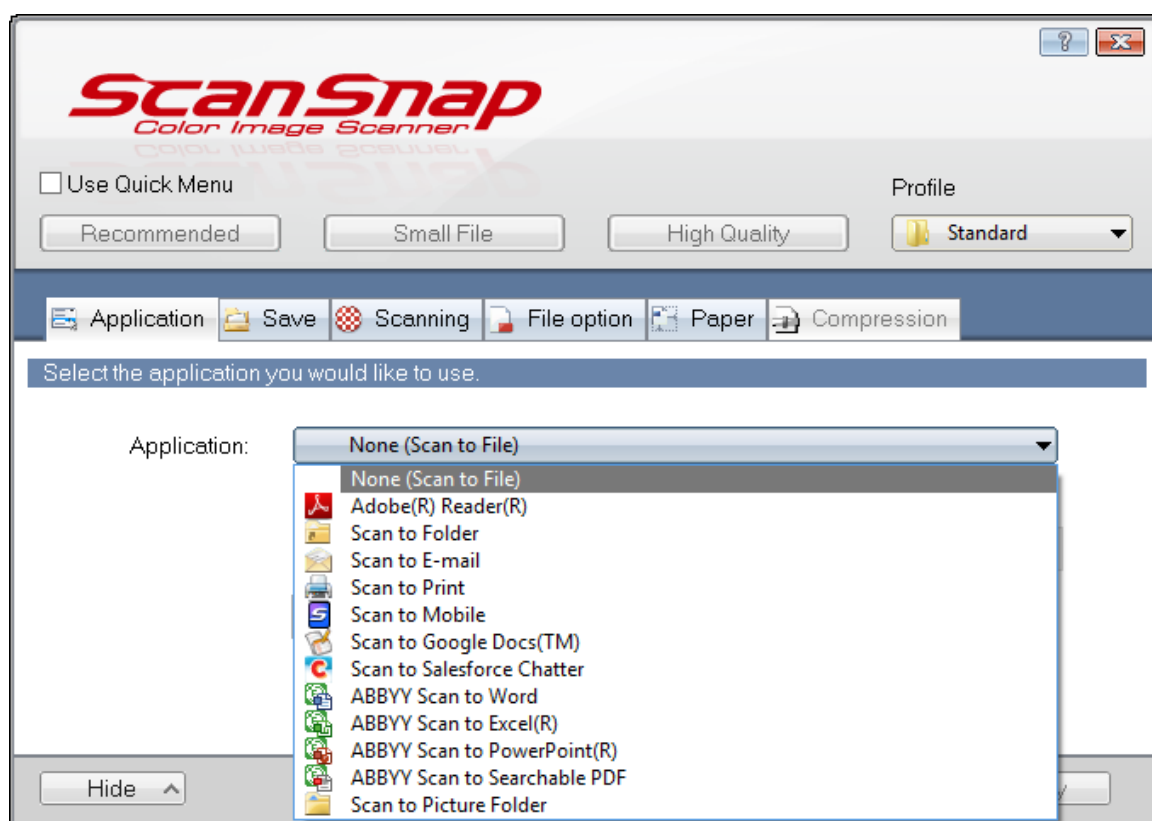 ScanSnap
Color Image Scanner
Use Quick Menu
Profile
Recommended
Small File
High Quality
Standard
Application
Save
Scanning
File option
Paper
Compression
Select the application you would like to use.
Application:
None (Scan to File)
None (Scan to File)
Adobe(R) Reader(R)
Scan to Folder
Scan to E-mail
Scan to Print
Scan to Mobile
Scan to Google Docs(TM)
Scan to Salesforce Chatter
ABBYY Scan to Word
ABBYY Scan to Excel(R)
ABBYY Scan to PowerPoint(R)
ABBYY Scan to Searchable PDF
Scan to Picture Folder
Hide